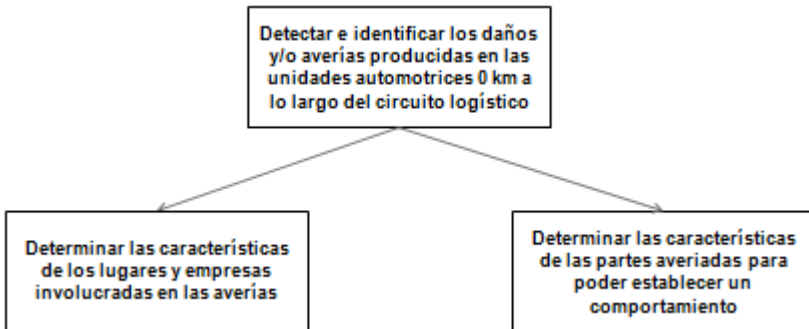 Detectar e identificar los daños
y/o averías producidas en las
unidades automotrices 0 km a
lo largo del circuito logístico
Determinar las características
de los lugares y empresas
involucradas en las averías
Determinar las características
de las partes averiadas para
poder establecer un
comportamiento